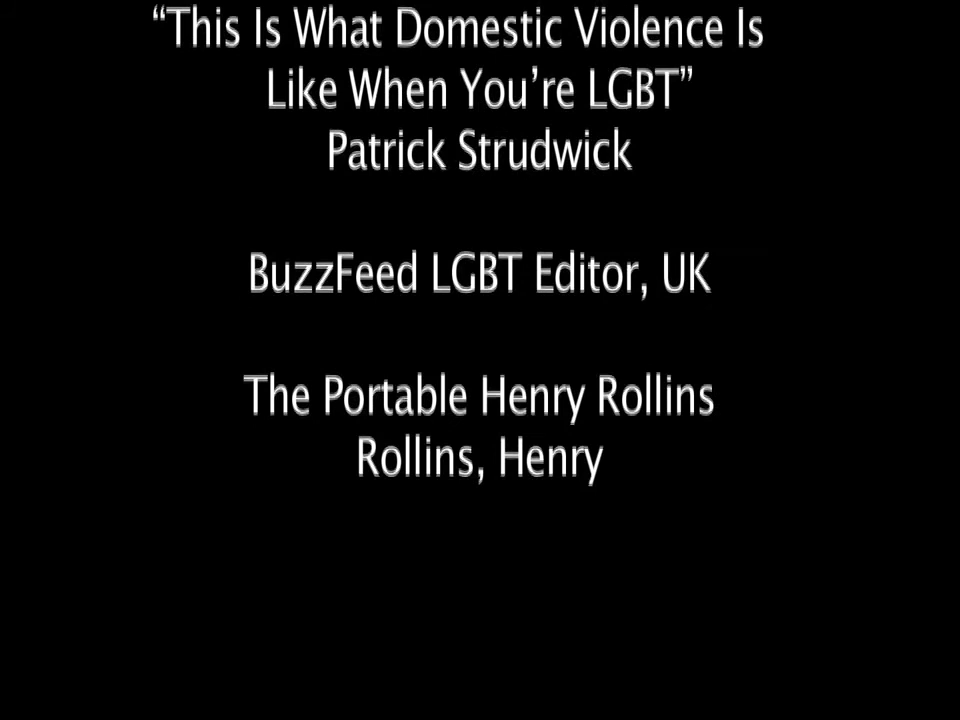 “This Is What Domestic Violence Is
Like When You’re LGBT”
Patrick Strudwick
BuzzFeed LGBT Editor, UK
The Portable Henry Rollins
Rollins, Henry